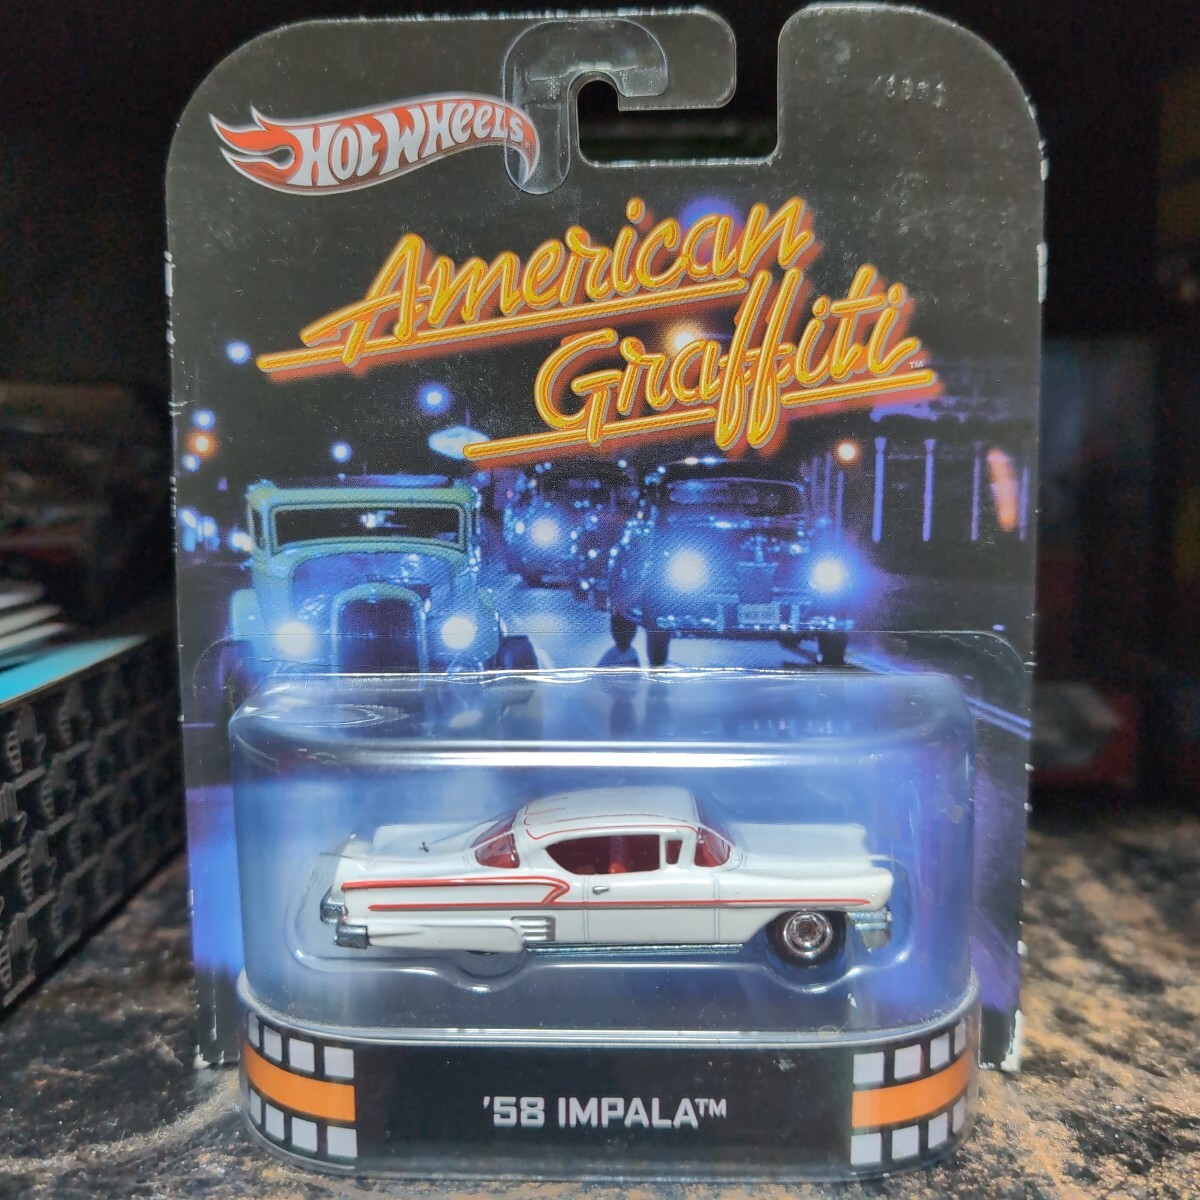 HOT WHEELS
American
Graffiti™
'58 IMPALA™